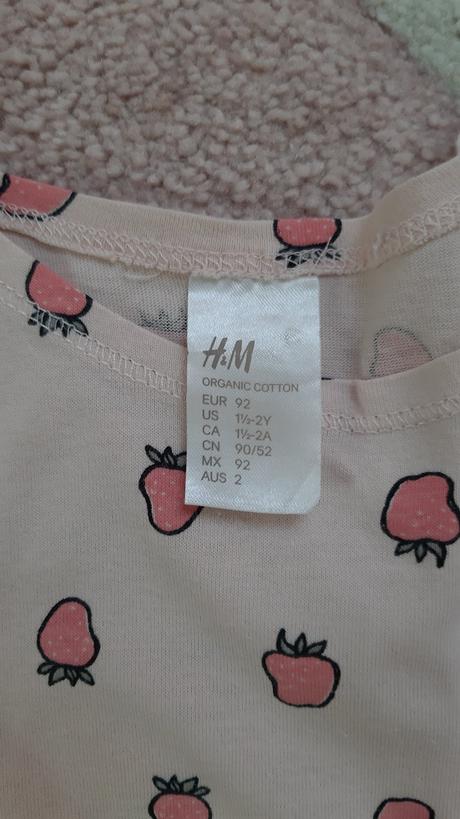 H&M
ORGANIC COTTON
EUR 92
US 1½-2Y
CA 1½-2A
CN 90/52
MX 92
AUS 2